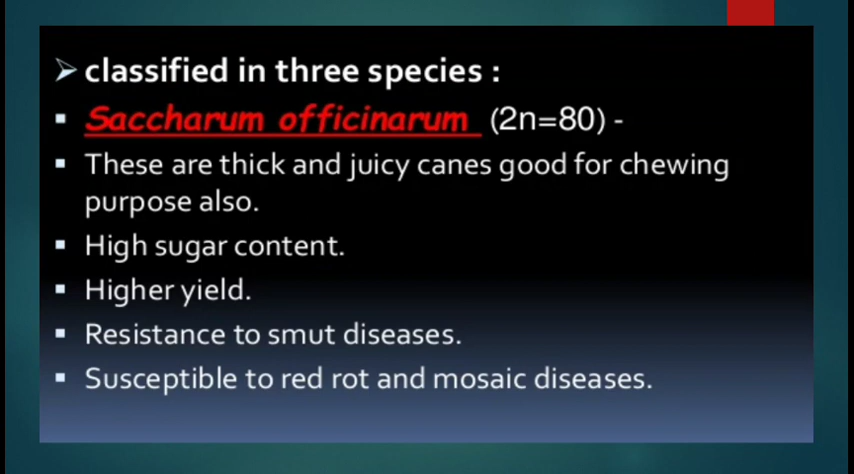 classified in three species :
Saccharum officinarum (2n=80) -
These are thick and juicy canes good for chewing
purpose also.
High sugar content.
Higher yield.
Resistance to smut diseases.
Susceptible to red rot and mosaic diseases.